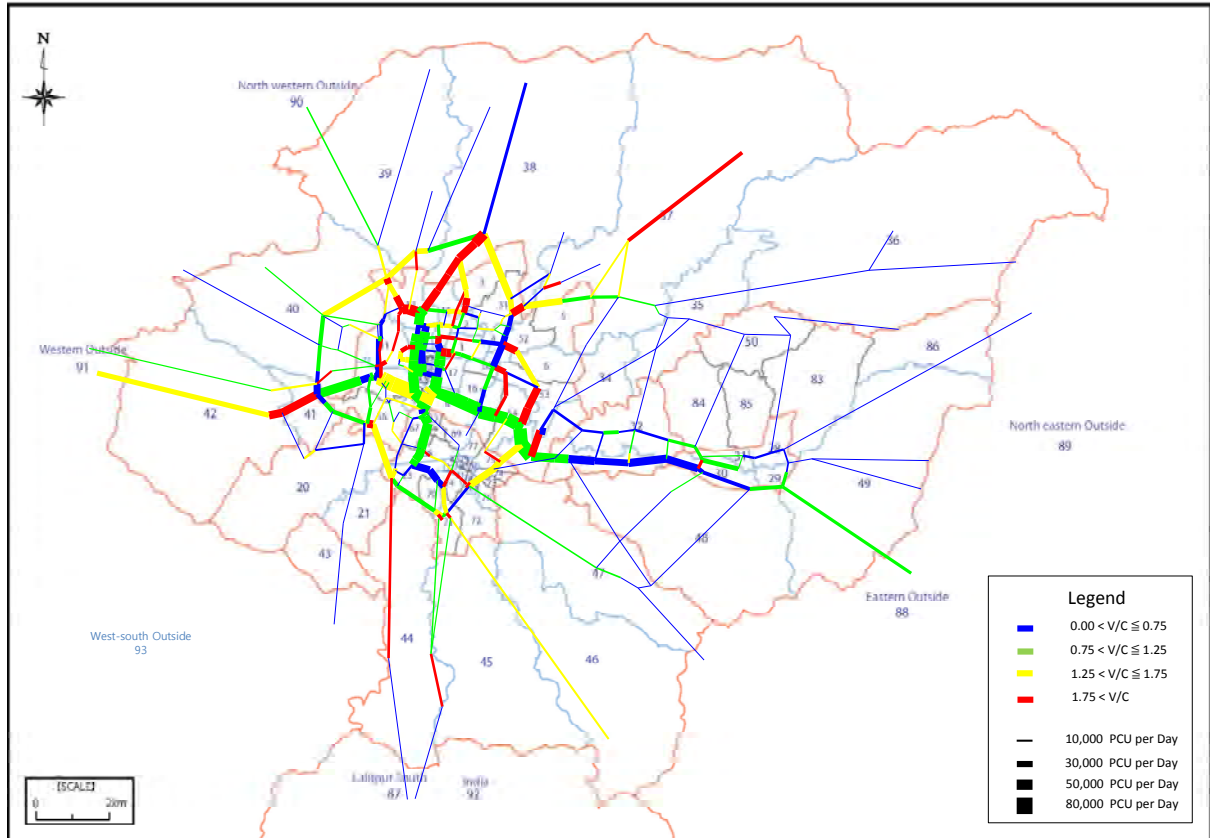 N
North western Outside
90
39
38
37
36
40
35
50
86
Western Outside
91
34
83
42
41
84
85
North eastern Outside
89
32
31
30
29
49
20
21
43
48
47
Eastern Outside
88
West-south Outside
93
44
45
46
Lalitpur South
87
India
92
[SCALE]
0 2km
Legend
0.00 < V/C ≦ 0.75
0.75 < V/C ≦ 1.25
1.25 < V/C ≦ 1.75
1.75 < V/C
10,000 PCU per Day
30,000 PCU per Day
50,000 PCU per Day
80,000 PCU per Day